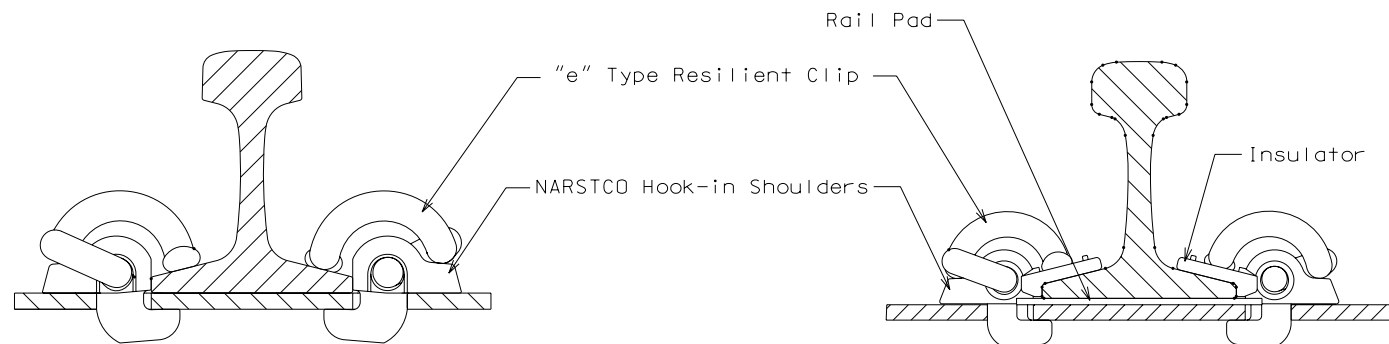 Rail Pad
"e" Type Resilient Clip
Insulator
NARSTCO Hook-in Shoulders